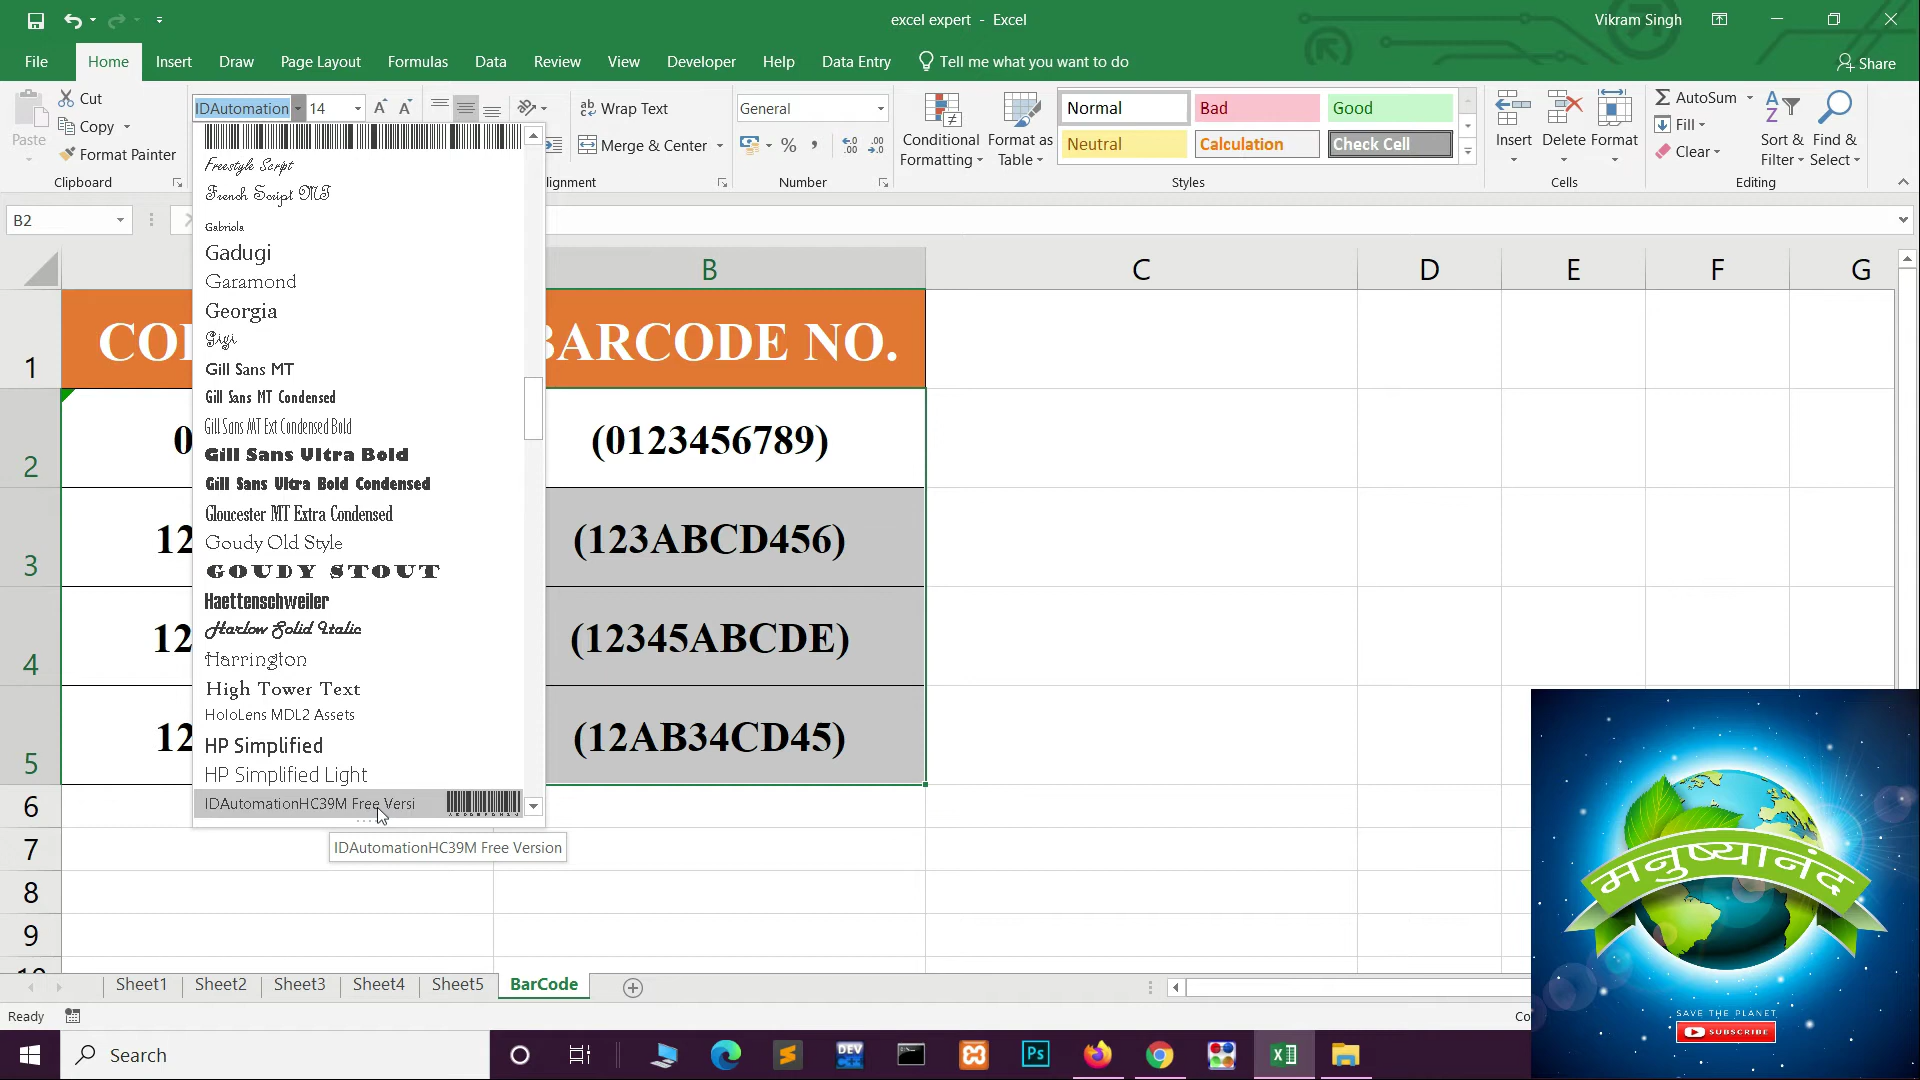 excel expert - Excel
Vikram Singh
File Home Insert Draw Page Layout Formulas Data Review View Developer Help Data Entry Tell me what you want to do Share
Paste
Cut
Copy
Format Painter
Clipboard
IDAutomation 14
Wrap Text
Merge & Center
lignment
General
Number
Conditional Formatting
Format as Table
Normal Bad Good
Neutral Calculation Check Cell
Styles
Insert Delete Format
Cells
AutoSum
Fill
Clear
Sort & Filter
Find & Select
Editing
B2
Freestyle Script
French Script MT
Gabriola
Gadugi
Garamond
Georgia
Gigi
Gill Sans MT
Gill Sans MT Condensed
Gill Sans MT Ext Condensed Bold
Gill Sans Ultra Bold
Gill Sans Ultra Bold Condensed
Gloucester MT Extra Condensed
Goudy Old Style
GOUDY STOUT
Haettenschweiler
Harlow Solid Italic
Harrington
High Tower Text
HoloLens MDL2 Assets
HP Simplified
HP Simplified Light
IDAutomationHC39M Free Versi
IDAutomationHC39M Free Version
B C D E F G
1 BARCODE NO.
2 0 (0123456789)
3 12 (123ABCD456)
4 12 (12345ABCDE)
5 12 (12AB34CD45)
6
7
8
9
Sheet1 Sheet2 Sheet3 Sheet4 Sheet5 BarCode
Ready
Search
DEV
Ps
मनुष्यानंद
SAVE THE PLANET
SUBSCRIBE